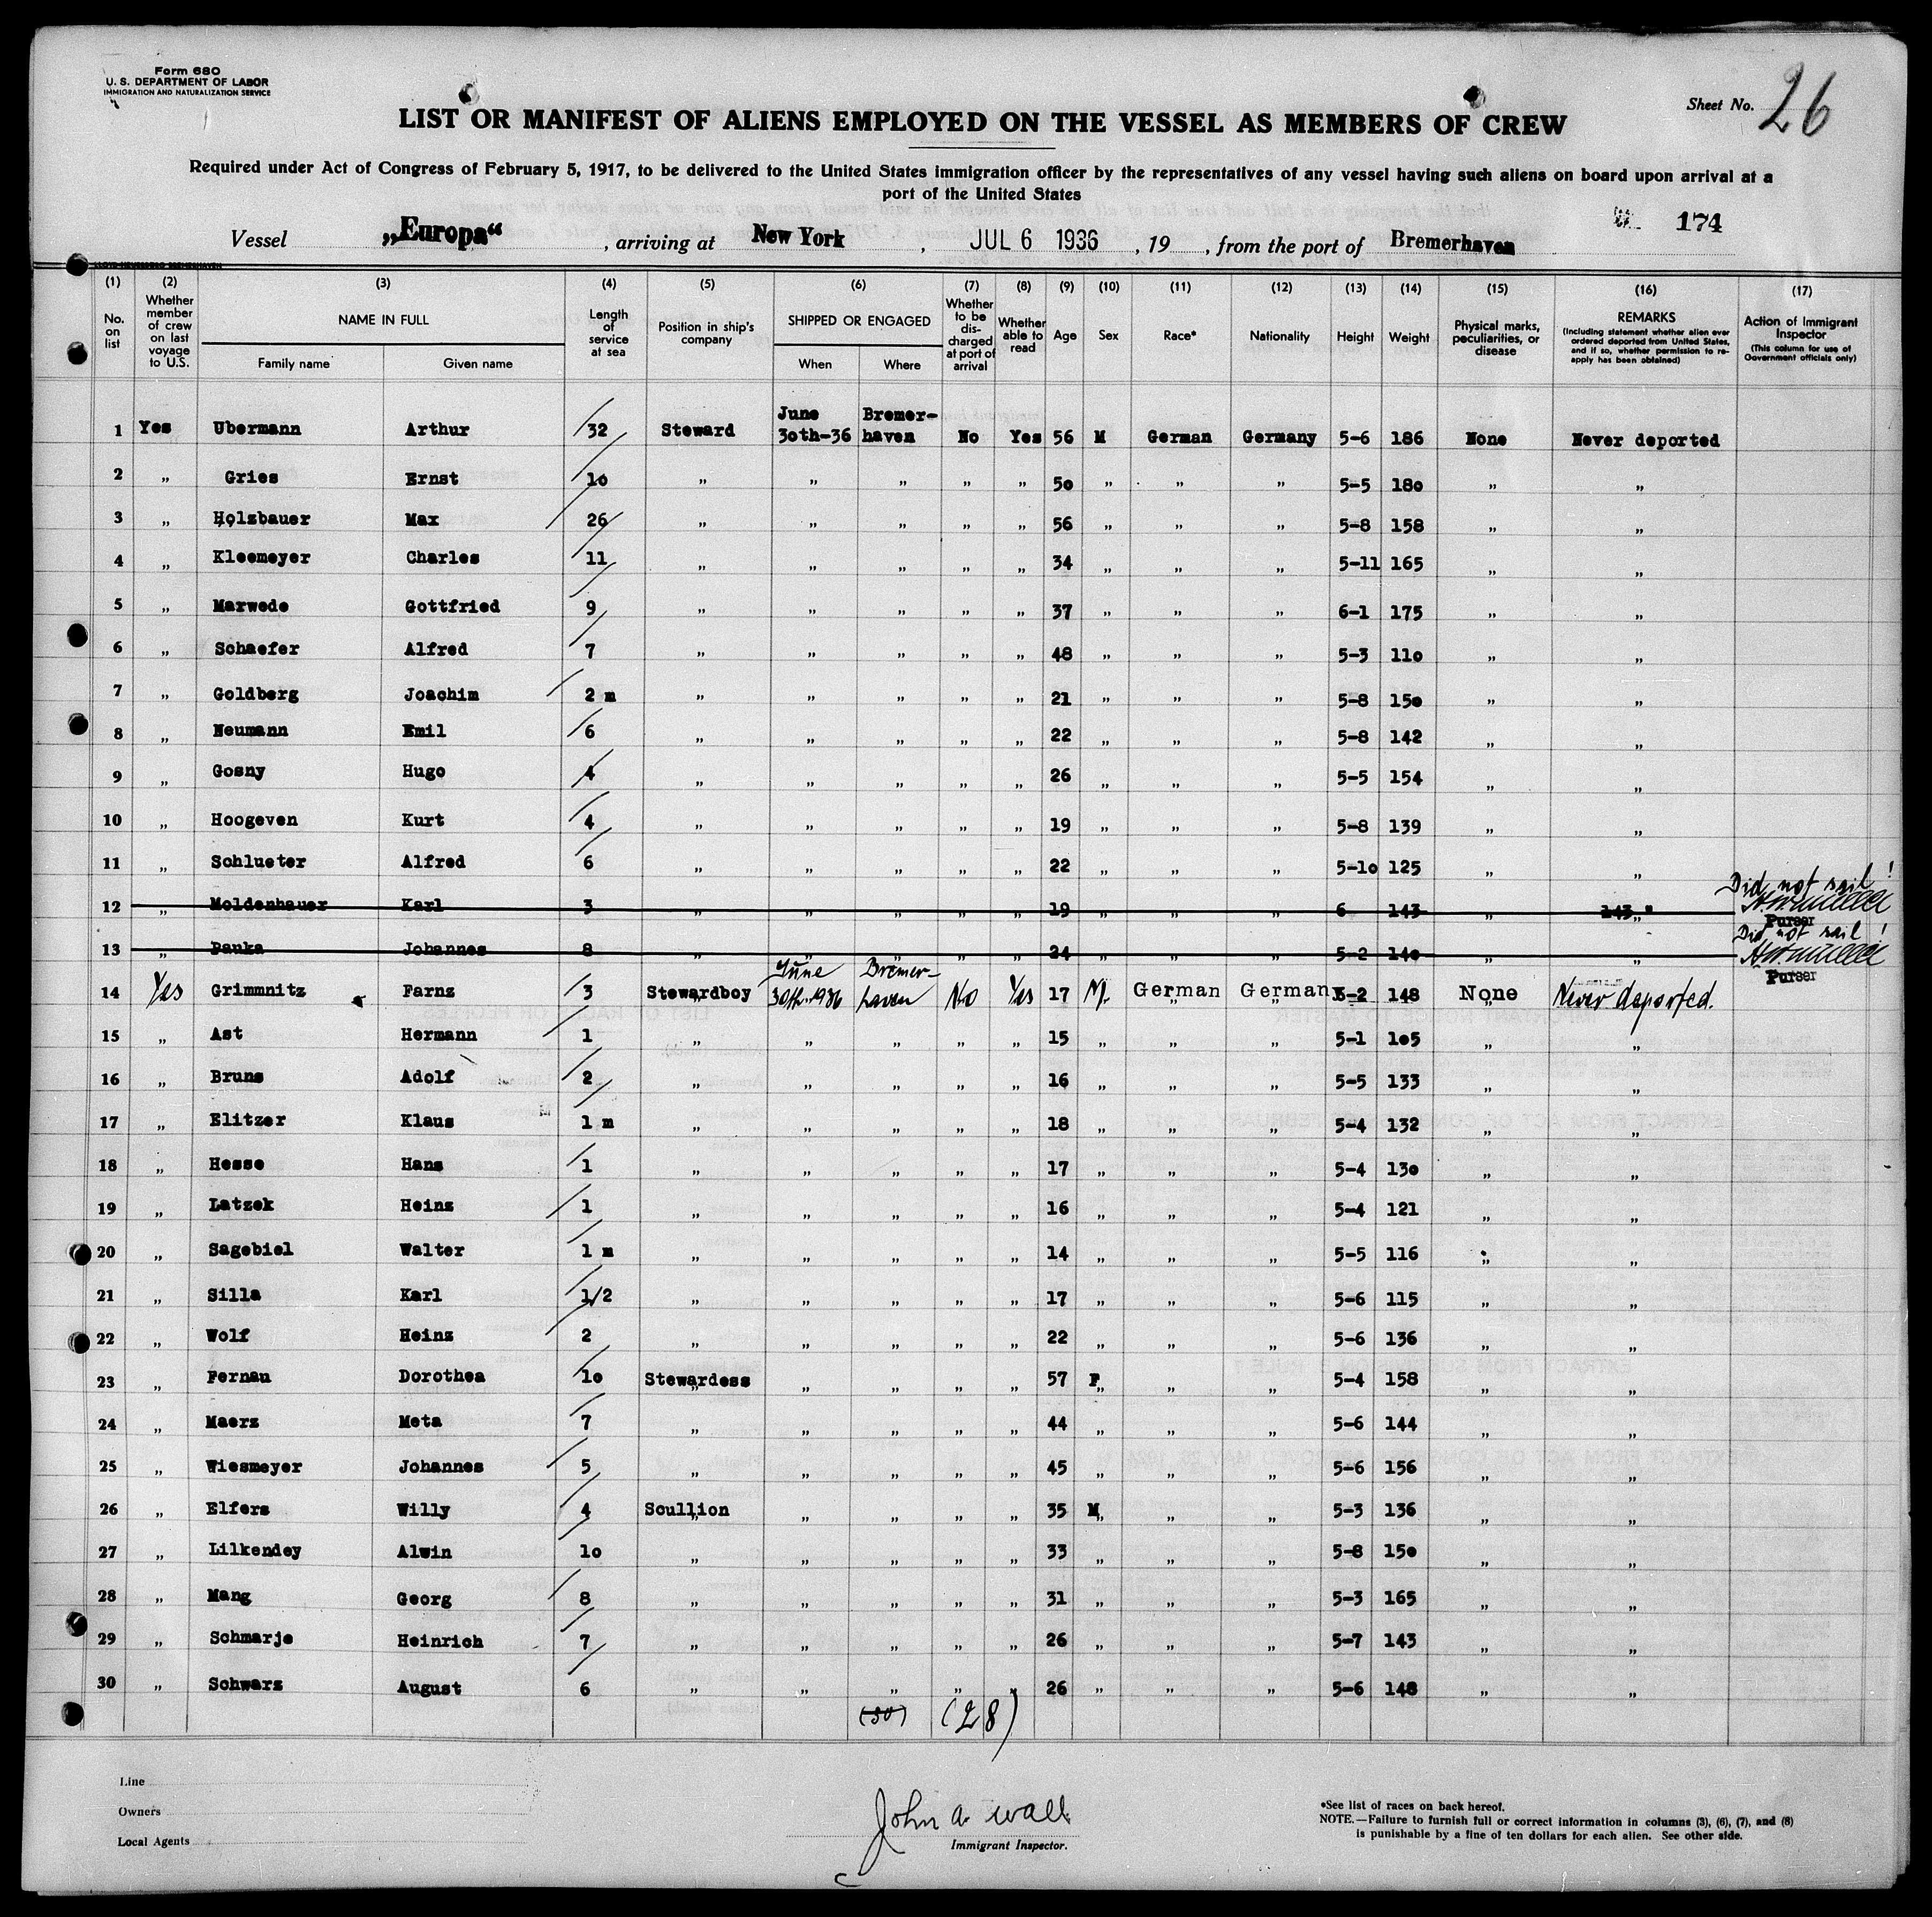 Form 680
U. S. DEPARTMENT OF LABOR
IMMIGRATION AND NATURALIZATION SERVICE
Sheet No. 26
LIST OR MANIFEST OF ALIENS EMPLOYED ON THE VESSEL AS MEMBERS OF CREW
Required under Act of Congress of February 5, 1917, to be delivered to the United States immigration officer by the representatives of any vessel having such aliens on board upon arrival at a
port of the United States
174
Vessel „Europa“, arriving at New York, JUL 6 1936, 19, from the port of Bremerhaven
(1) (2) (3) (4) (5) (6) (7) (8) (9) (10) (11) (12) (13) (14) (15) (16) (17)
No. on list
Whether member of crew on last voyage to U.S.
NAME IN FULL
Family name
Given name
Length of service at sea
Position in ship's company
SHIPPED OR ENGAGED
When
Where
Whether to be discharged at port of arrival
Whether able to read
Age
Sex
Race*
Nationality
Height
Weight
Physical marks, peculiarities, or disease
REMARKS
(Including statement whether alien ever ordered deported from United States, and if so, whether permission to re-apply has been obtained)
Action of Immigrant Inspector
(This column for use of Government officials only)
1 Yes Ubermann Arthur 32 Steward June 30th-36 Bremer-haven No Yes 56 M German Germany 5-6 186 None Never deported
2 „ Gries Ernst 10 „ „ „ „ „ 50 „ „ „ 5-5 180 „ „
3 „ Holzbauer Max 26 „ „ „ „ „ 56 „ „ „ 5-8 158 „ „
4 „ Kleemeyer Charles 11 „ „ „ „ „ 34 „ „ „ 5-11 165 „ „
5 „ Marwede Gottfried 9 „ „ „ „ „ 37 „ „ „ 6-1 175 „ „
6 „ Schaefer Alfred 7 „ „ „ „ „ 48 „ „ „ 5-3 110 „ „
7 „ Goldberg Joachim 2 m „ „ „ „ „ 21 „ „ „ 5-8 150 „ „
8 „ Neumann Emil 6 „ „ „ „ „ 22 „ „ „ 5-8 142 „ „
9 „ Gosny Hugo 4 „ „ „ „ „ 26 „ „ „ 5-5 154 „ „
10 „ Hoogeven Kurt 4 „ „ „ „ „ 19 „ „ „ 5-8 139 „ „
11 „ Schlueter Alfred 6 „ „ „ „ „ 22 „ „ „ 5-10 125 „ „
12 „ Moldenhauer Karl 3 „ „ „ „ „ 19 „ „ „ 6 143 „ 143 „ Did not sail! Purser
13 „ Panka Johannes 8 „ „ „ „ „ 24 „ „ „ 5-2 140 „ „ Did not sail! Purser
14 Yes Grimmnitz Farnz 3 Stewardboy June 30th-1936 Bremer-haven No Yes 17 M. German German 5-2 148 None Never deported.
15 „ Ast Hermann 1 „ „ „ „ „ 15 „ „ „ 5-1 105 „ „
16 „ Bruns Adolf 2 „ „ „ „ „ 16 „ „ „ 5-5 133 „ „
17 „ Elitzer Klaus 1 m „ „ „ „ „ 18 „ „ „ 5-4 132 „ „
18 „ Hesse Hans 1 „ „ „ „ „ 17 „ „ „ 5-4 130 „ „
19 „ Latzek Heinz 1 „ „ „ „ „ 16 „ „ „ 5-4 121 „ „
20 „ Sagebiel Walter 1 m „ „ „ „ „ 14 „ „ „ 5-5 116 „ „
21 „ Silla Karl 1/2 „ „ „ „ „ 17 „ „ „ 5-6 115 „ „
22 „ Wolf Heinz 2 „ „ „ „ „ 22 „ „ „ 5-6 136 „ „
23 „ Fernau Dorothea 10 Stewardess „ „ „ „ 57 F „ „ 5-4 158 „ „
24 „ Maerz Meta 7 „ „ „ „ „ 44 „ „ „ 5-6 144 „ „
25 „ Wiesmeyer Johannes 5 „ „ „ „ „ 45 „ „ „ 5-6 156 „ „
26 „ Elfers Willy 4 Scullion „ „ „ „ 35 M „ „ 5-3 136 „ „
27 „ Lilkendey Alwin 10 „ „ „ „ „ 33 „ „ „ 5-8 150 „ „
28 „ Mang Georg 8 „ „ „ „ „ 31 „ „ „ 5-3 165 „ „
29 „ Schmarje Heinrich 7 „ „ „ „ „ 26 „ „ „ 5-7 143 „ „
30 „ Schwarz August 6 „ „ „ „ „ 26 „ „ „ 5-6 148 „ „
(30) (28)
Line
Owners
Local Agents
John A. Wall
Immigrant Inspector.
*See list of races on back hereof.
NOTE.—Failure to furnish full or correct information in columns (3), (6), (7), and (8)
is punishable by a fine of ten dollars for each alien. See other side.